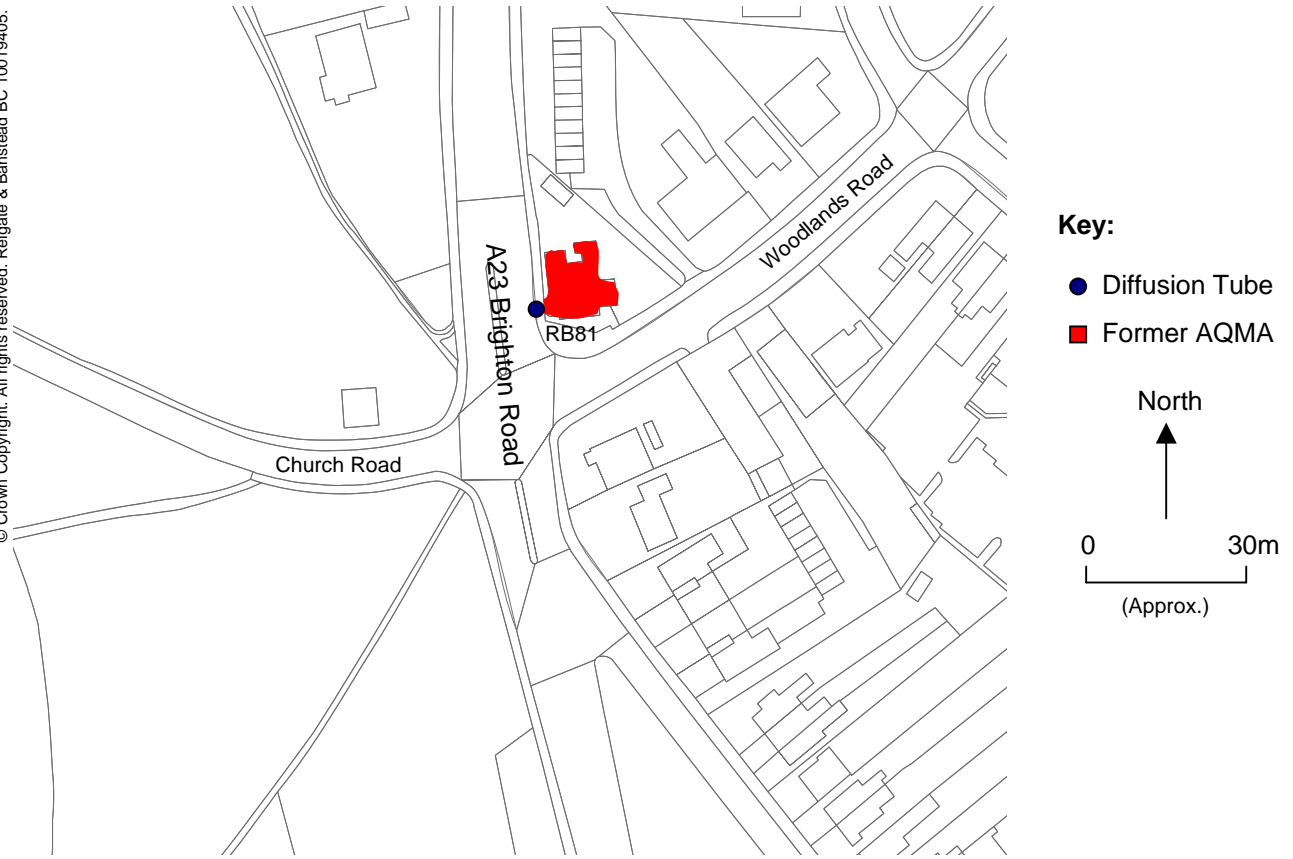 © Crown Copyright. All rights reserved. Reigate & Banstead BC 10019405.
Woodlands Road
A23 Brighton Road
RB81
Church Road
Key:
Diffusion Tube
Former AQMA
North
0 30m
(Approx.)